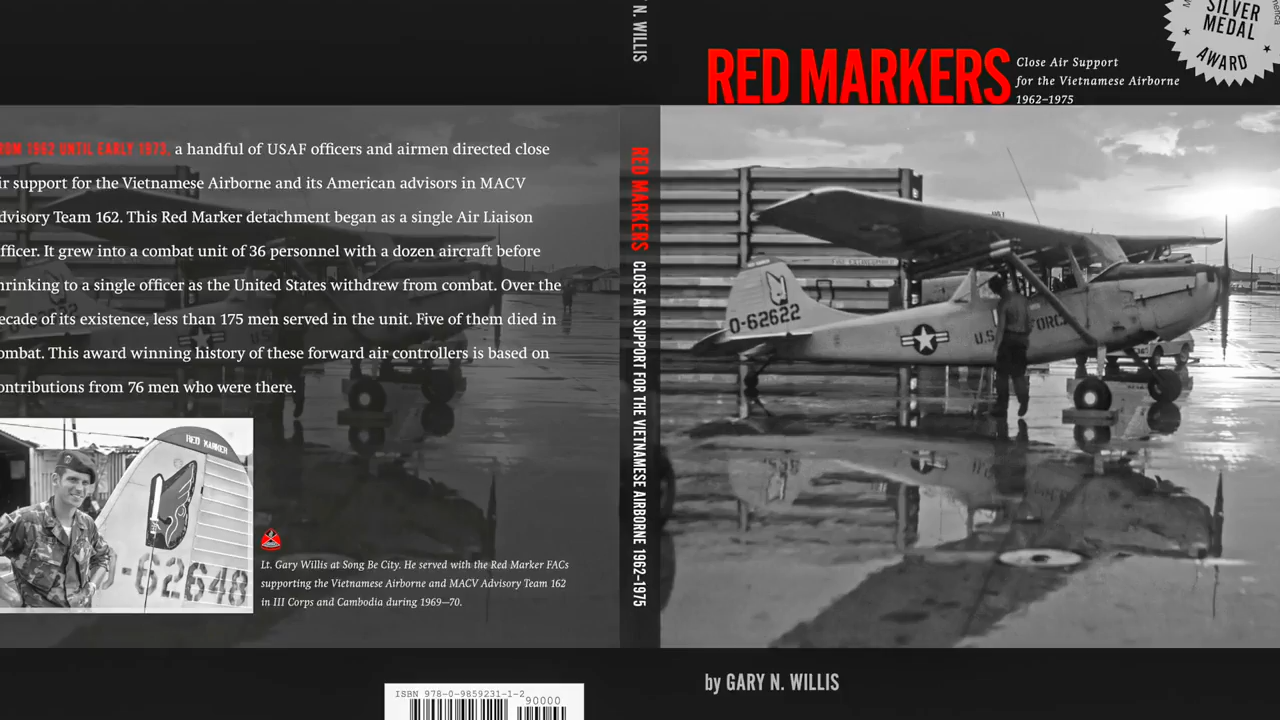 FROM 1962 UNTIL EARLY 1973, a handful of USAF officers and airmen directed close
ir support for the Vietnamese Airborne and its American advisors in MACV
dvisory Team 162. This Red Marker detachment began as a single Air Liaison
fficer. It grew into a combat unit of 36 personnel with a dozen aircraft before
hrinking to a single officer as the United States withdrew from combat. Over the
ecade of its existence, less than 175 men served in the unit. Five of them died in
ombat. This award winning history of these forward air controllers is based on
ontributions from 76 men who were there.
RED MARKER
-62648
Lt. Gary Willis at Song Be City. He served with the Red Marker FACs
supporting the Vietnamese Airborne and MACV Advisory Team 162
in III Corps and Cambodia during 1969—70.
ISBN 978-0-9859231-1-2
90000
N. WILLIS
RED MARKERS CLOSE AIR SUPPORT FOR THE VIETNAMESE AIRBORNE 1962–1975
RED MARKERS
Close Air Support
for the Vietnamese Airborne
1962–1975
SILVER
MEDAL
AWARD
O-62622
U.S. FORC
by GARY N. WILLIS